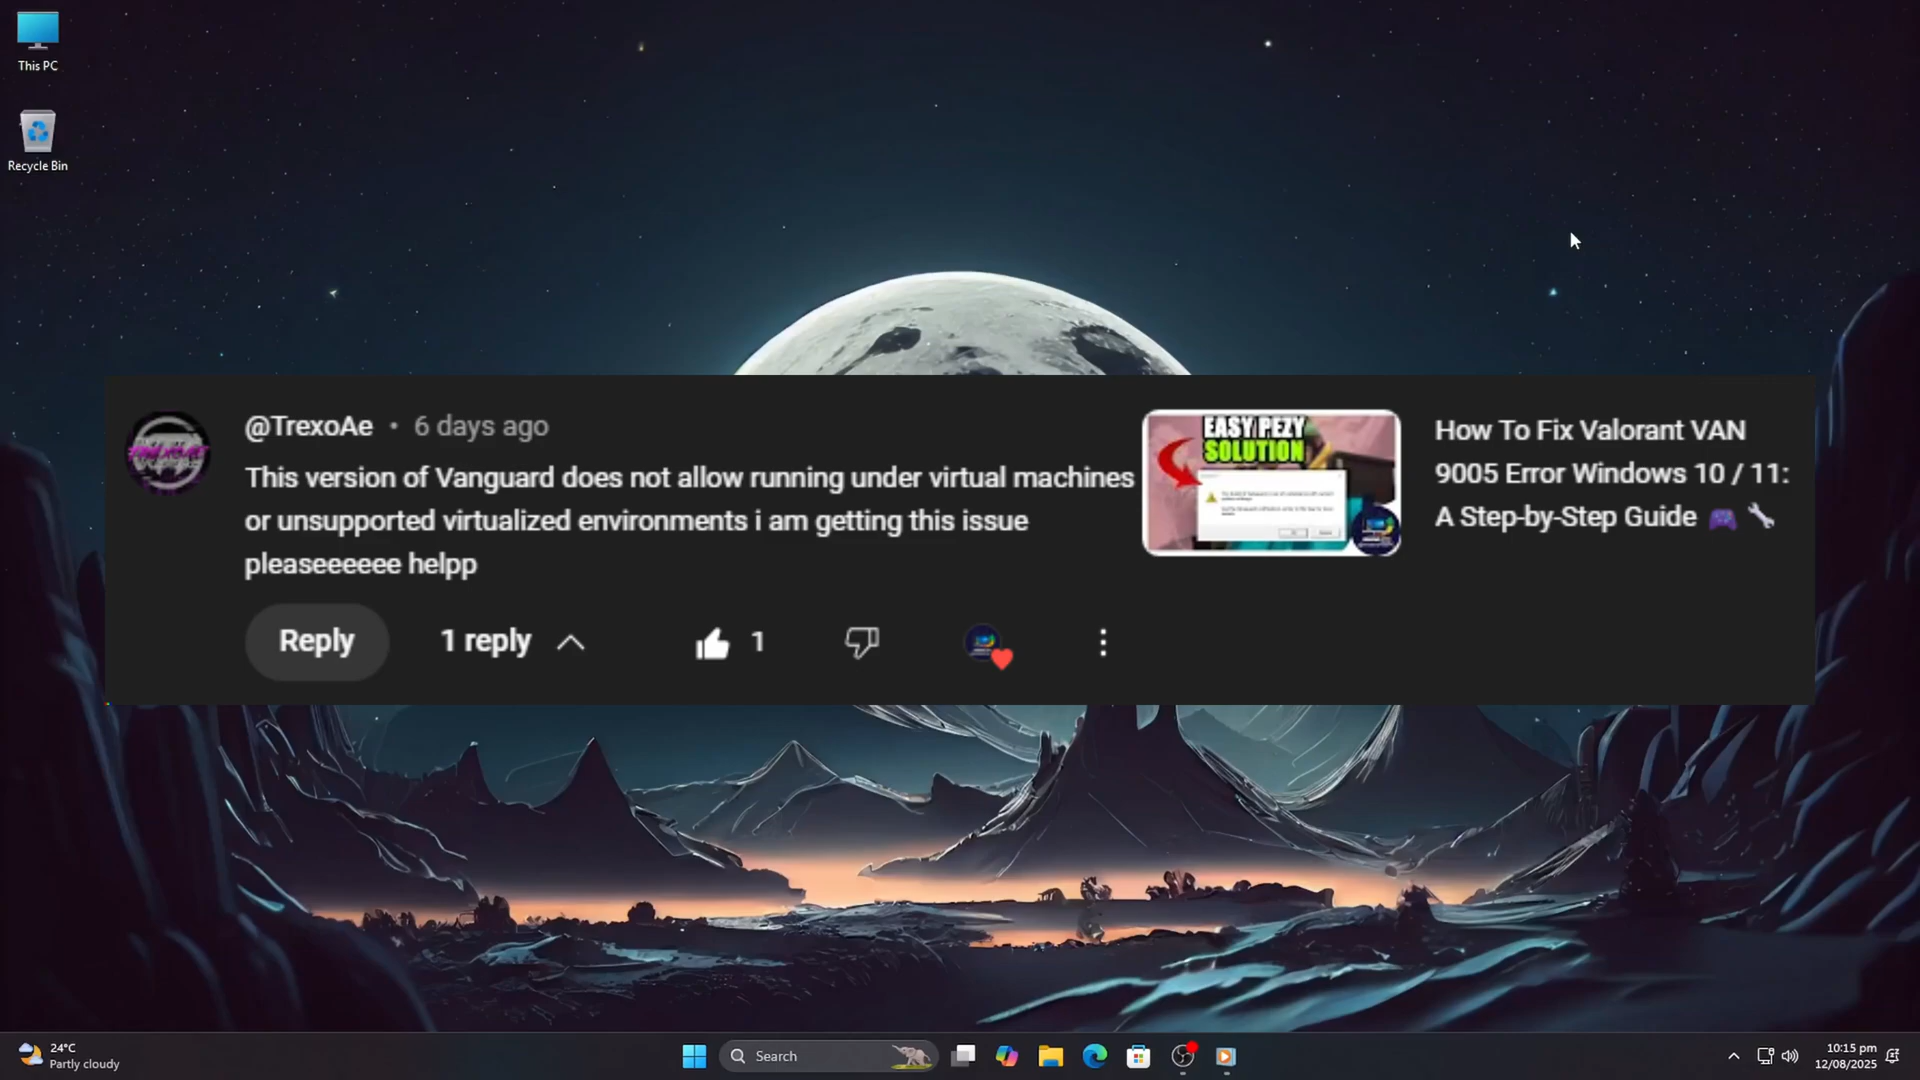 This PC
Recycle Bin
@TrexoAe • 6 days ago
This version of Vanguard does not allow running under virtual machines
or unsupported virtualized environments i am getting this issue
pleaseeeeee helpp
Reply
1 reply
1
EASY PEZY
SOLUTION
How To Fix Valorant VAN
9005 Error Windows 10 / 11:
A Step-by-Step Guide 🎮 🔧
24°C
Partly cloudy
Search
10:15 pm
12/08/2025